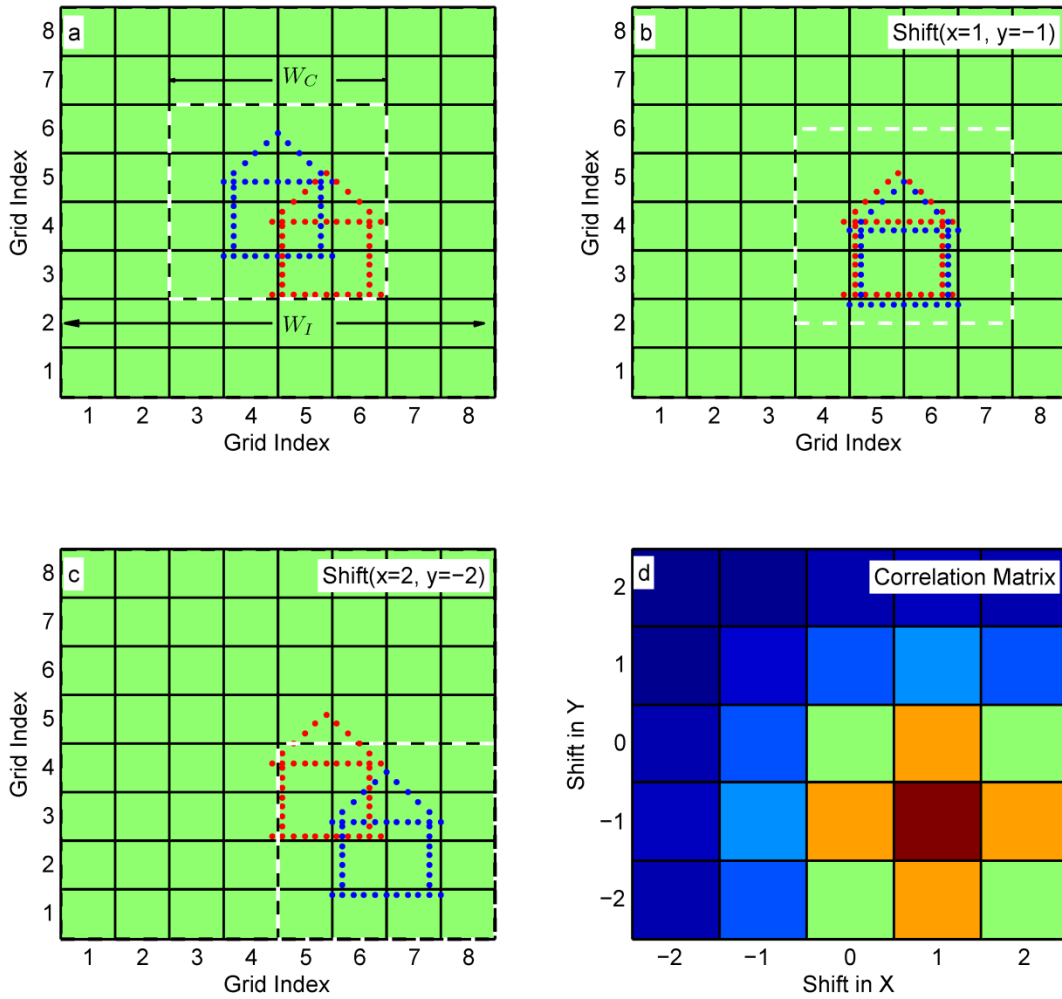 a
W_C
W_I
8
7
6
5
4
3
2
1
Grid Index
1 2 3 4 5 6 7 8
Grid Index
b
Shift(x=1, y=−1)
8
7
6
5
4
3
2
1
Grid Index
1 2 3 4 5 6 7 8
Grid Index
c
Shift(x=2, y=−2)
8
7
6
5
4
3
2
1
Grid Index
1 2 3 4 5 6 7 8
Grid Index
d
Correlation Matrix
2
1
0
−1
−2
Shift in Y
−2 −1 0 1 2
Shift in X